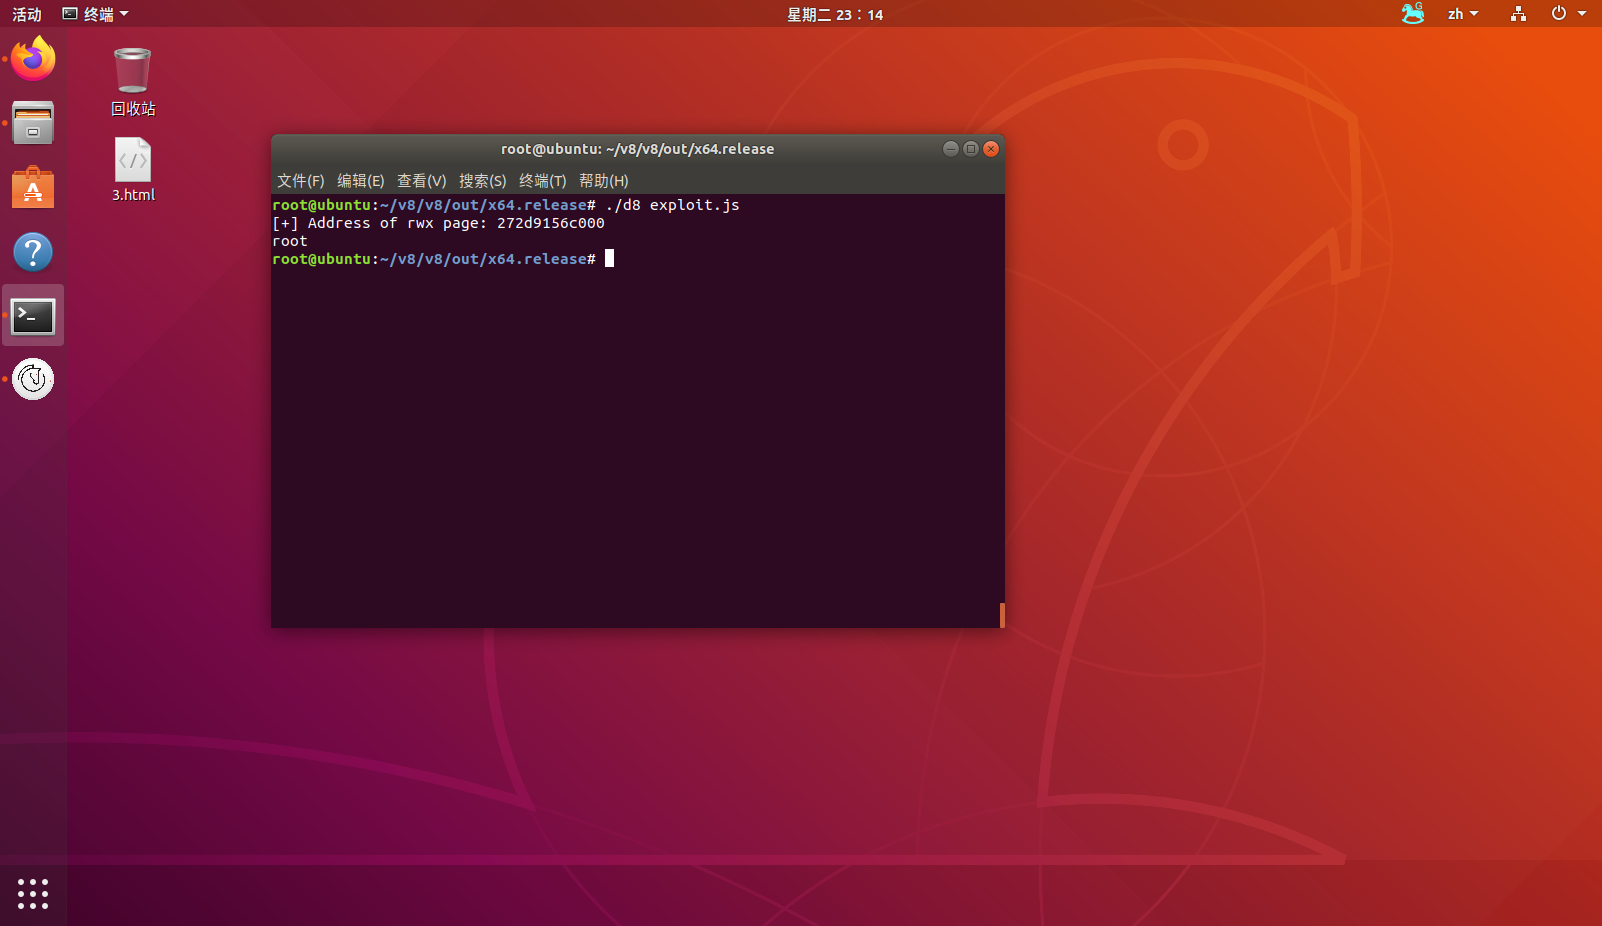 活动 终端 星期二 23：14 zh
回收站
3.html
root@ubuntu: ~/v8/v8/out/x64.release
文件(F) 编辑(E) 查看(V) 搜索(S) 终端(T) 帮助(H)
root@ubuntu:~/v8/v8/out/x64.release# ./d8 exploit.js
[+] Address of rwx page: 272d9156c000
root
root@ubuntu:~/v8/v8/out/x64.release#